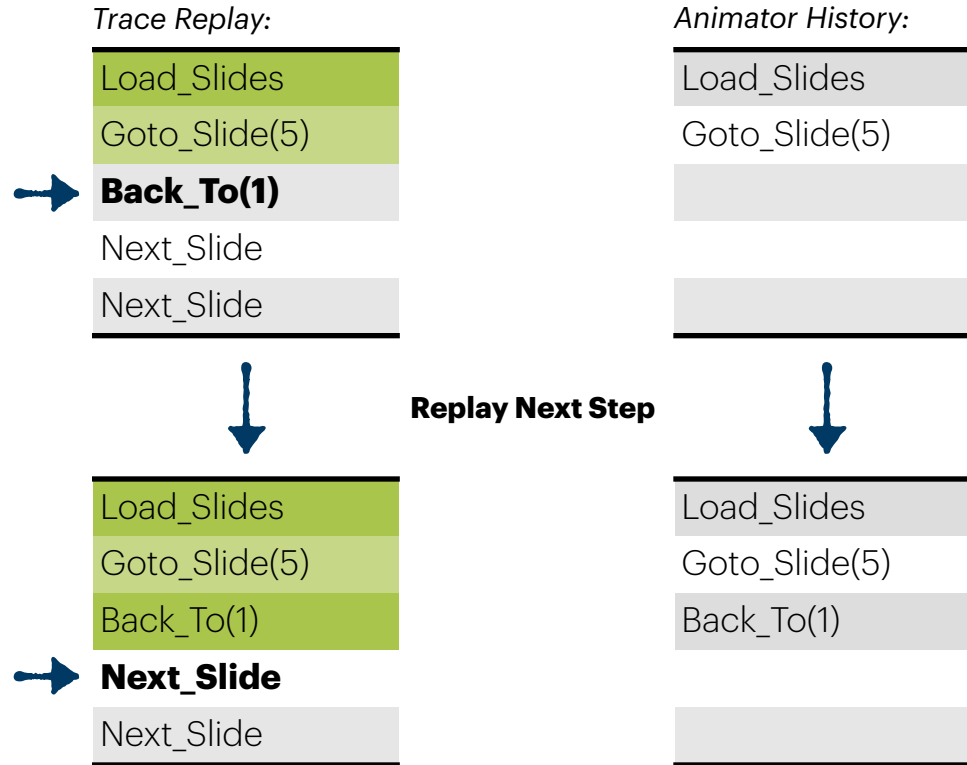 Trace Replay:
Load_Slides
Goto_Slide(5)
Back_To(1)
Next_Slide
Next_Slide
Animator History:
Load_Slides
Goto_Slide(5)
Replay Next Step
Load_Slides
Goto_Slide(5)
Back_To(1)
Next_Slide
Next_Slide
Load_Slides
Goto_Slide(5)
Back_To(1)